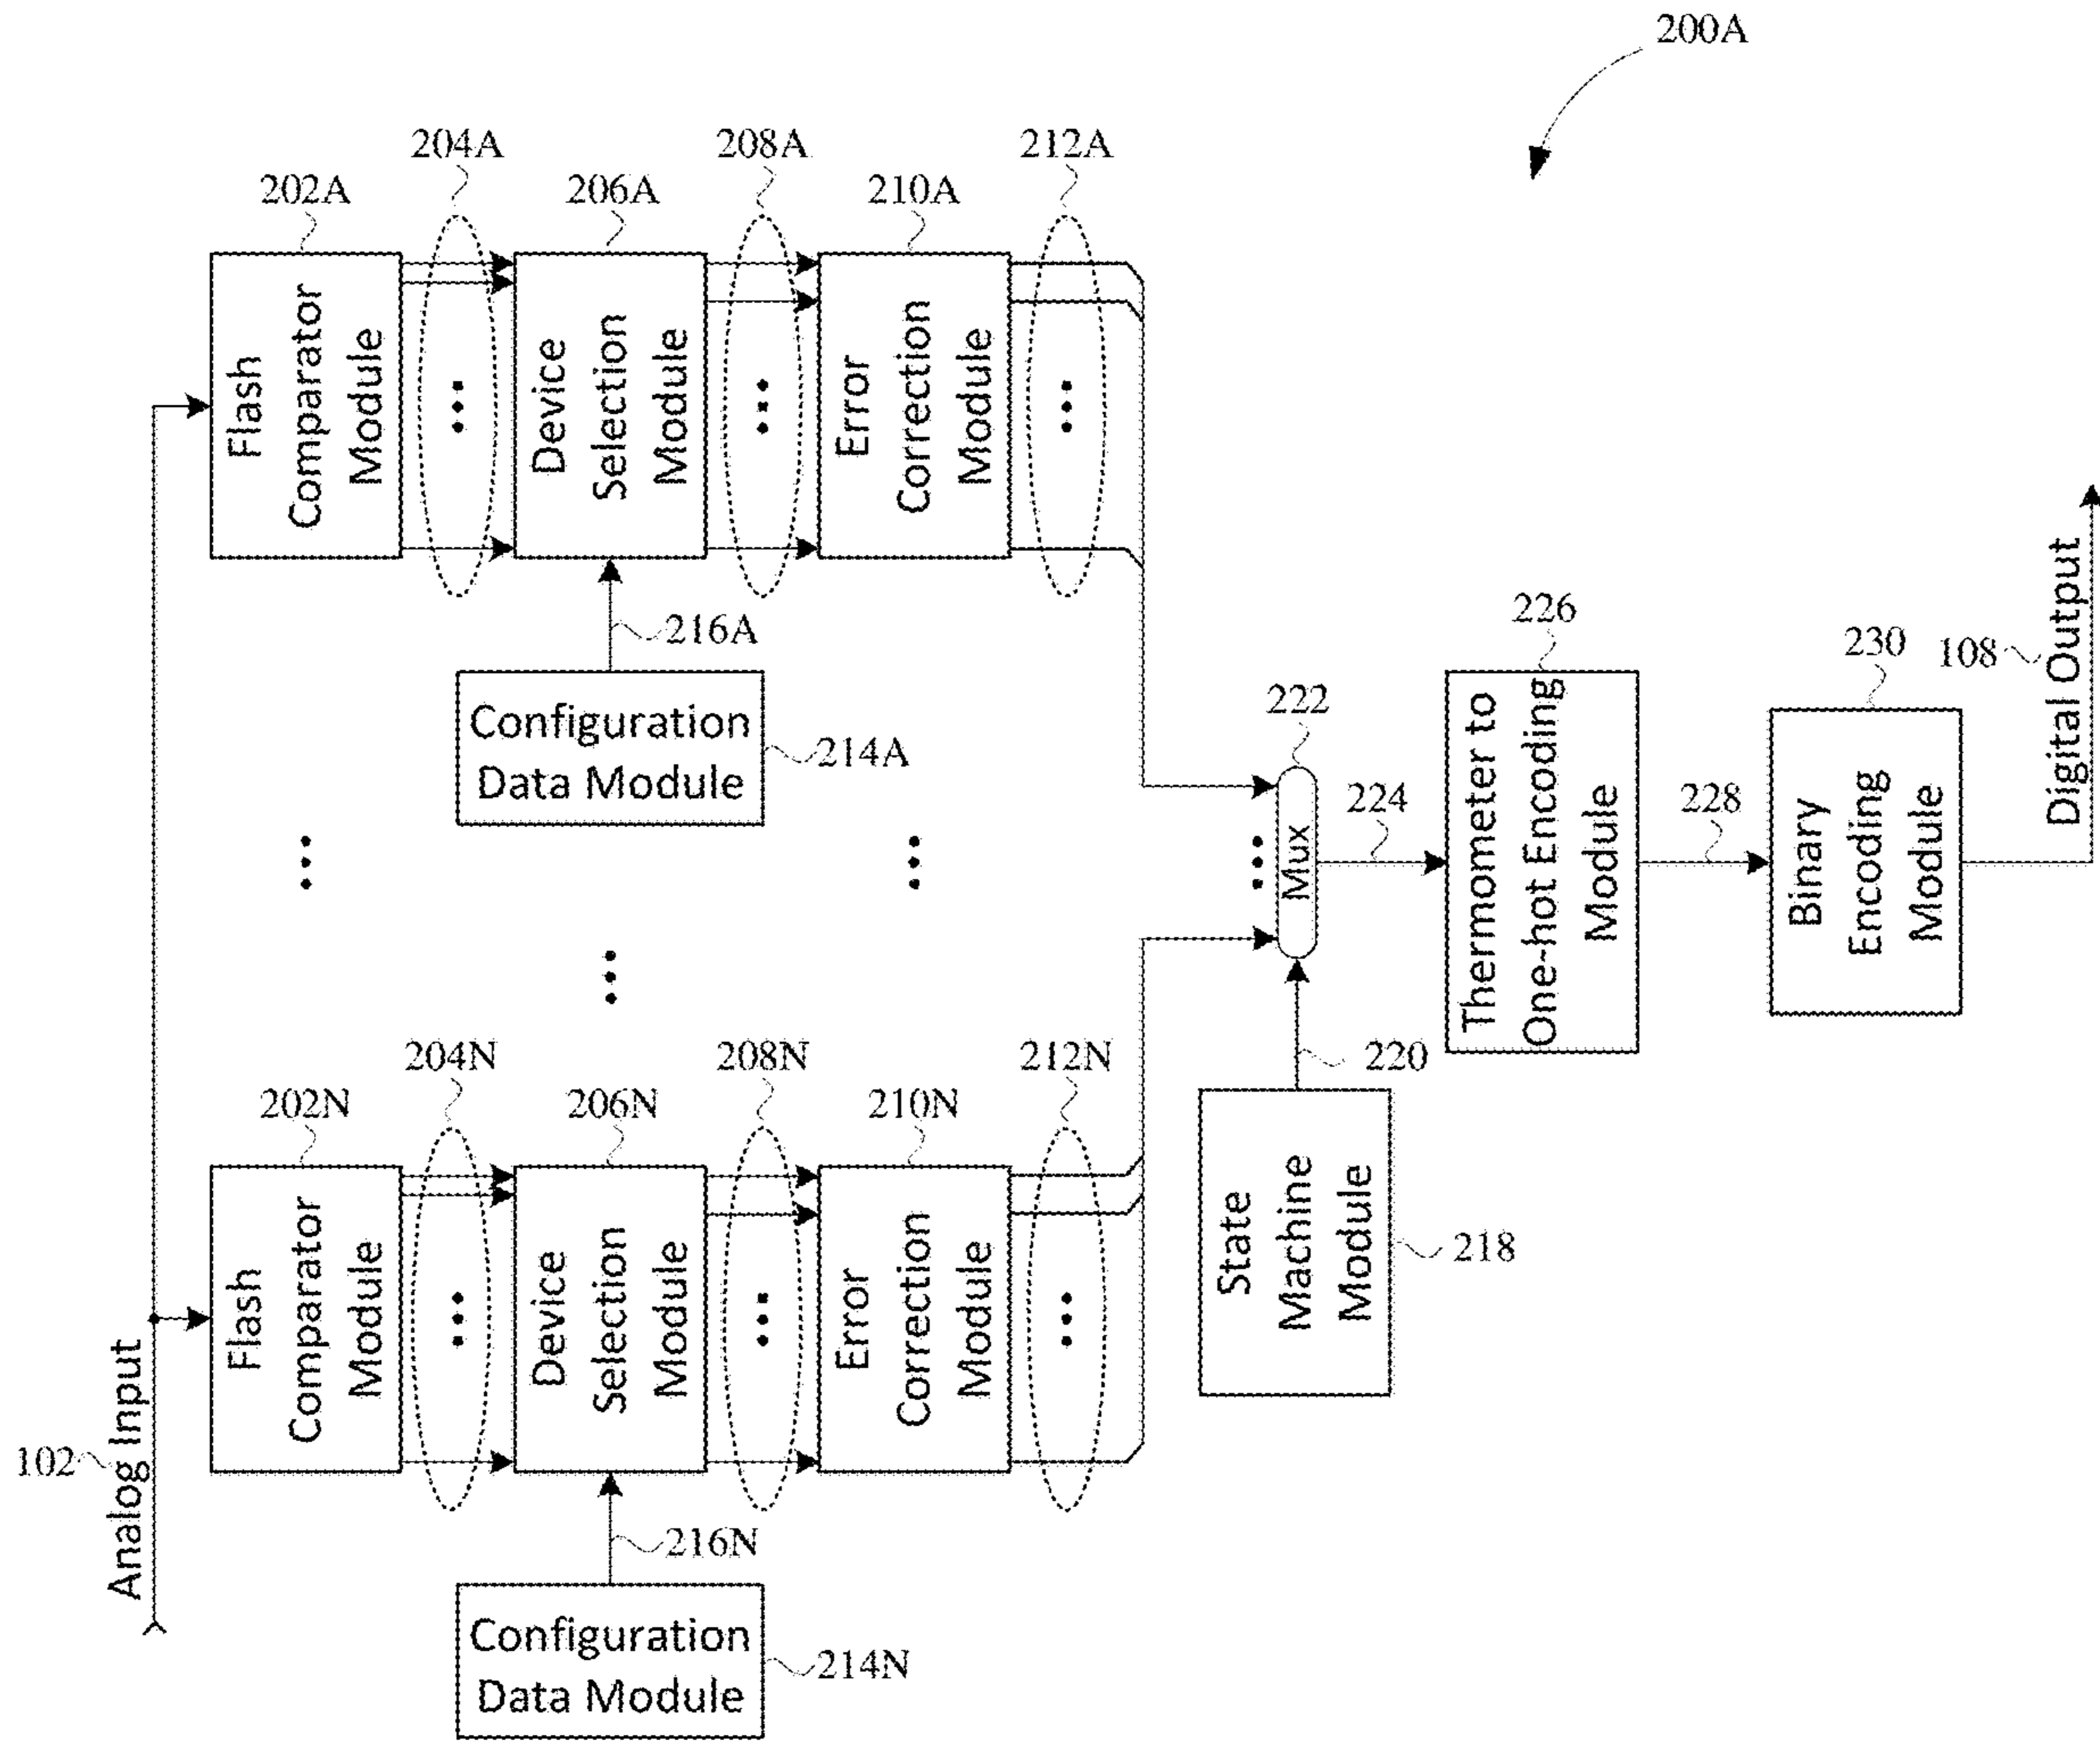 200A
204A
208A
212A
202A
206A
210A
Flash
Comparator
Module
Device
Selection
Module
Error
Correction
Module
216A
Configuration
Data Module
214A
222
Mux
224
226
Thermometer to
One-hot Encoding
Module
228
230
Binary
Encoding
Module
108
Digital Output
204N
208N
212N
202N
206N
210N
Flash
Comparator
Module
Device
Selection
Module
Error
Correction
Module
220
State
Machine
Module
218
102
Analog Input
216N
Configuration
Data Module
214N